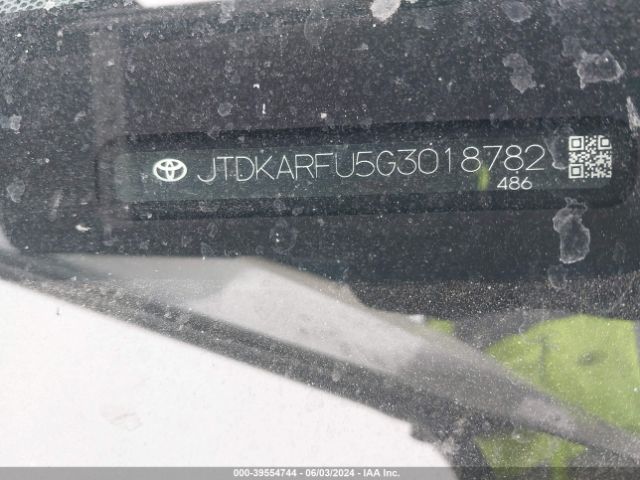 JTDKARFU5G3018782
486
000-39554744 - 06/03/2024 - IAA Inc.